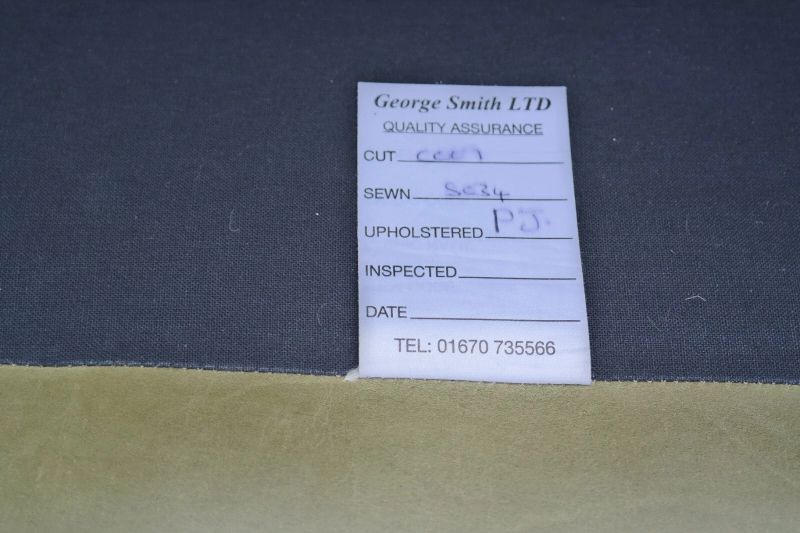 George Smith LTD
QUALITY ASSURANCE
CUT
SEWN SC34
UPHOLSTERED PJ.
INSPECTED
DATE
TEL: 01670 735566